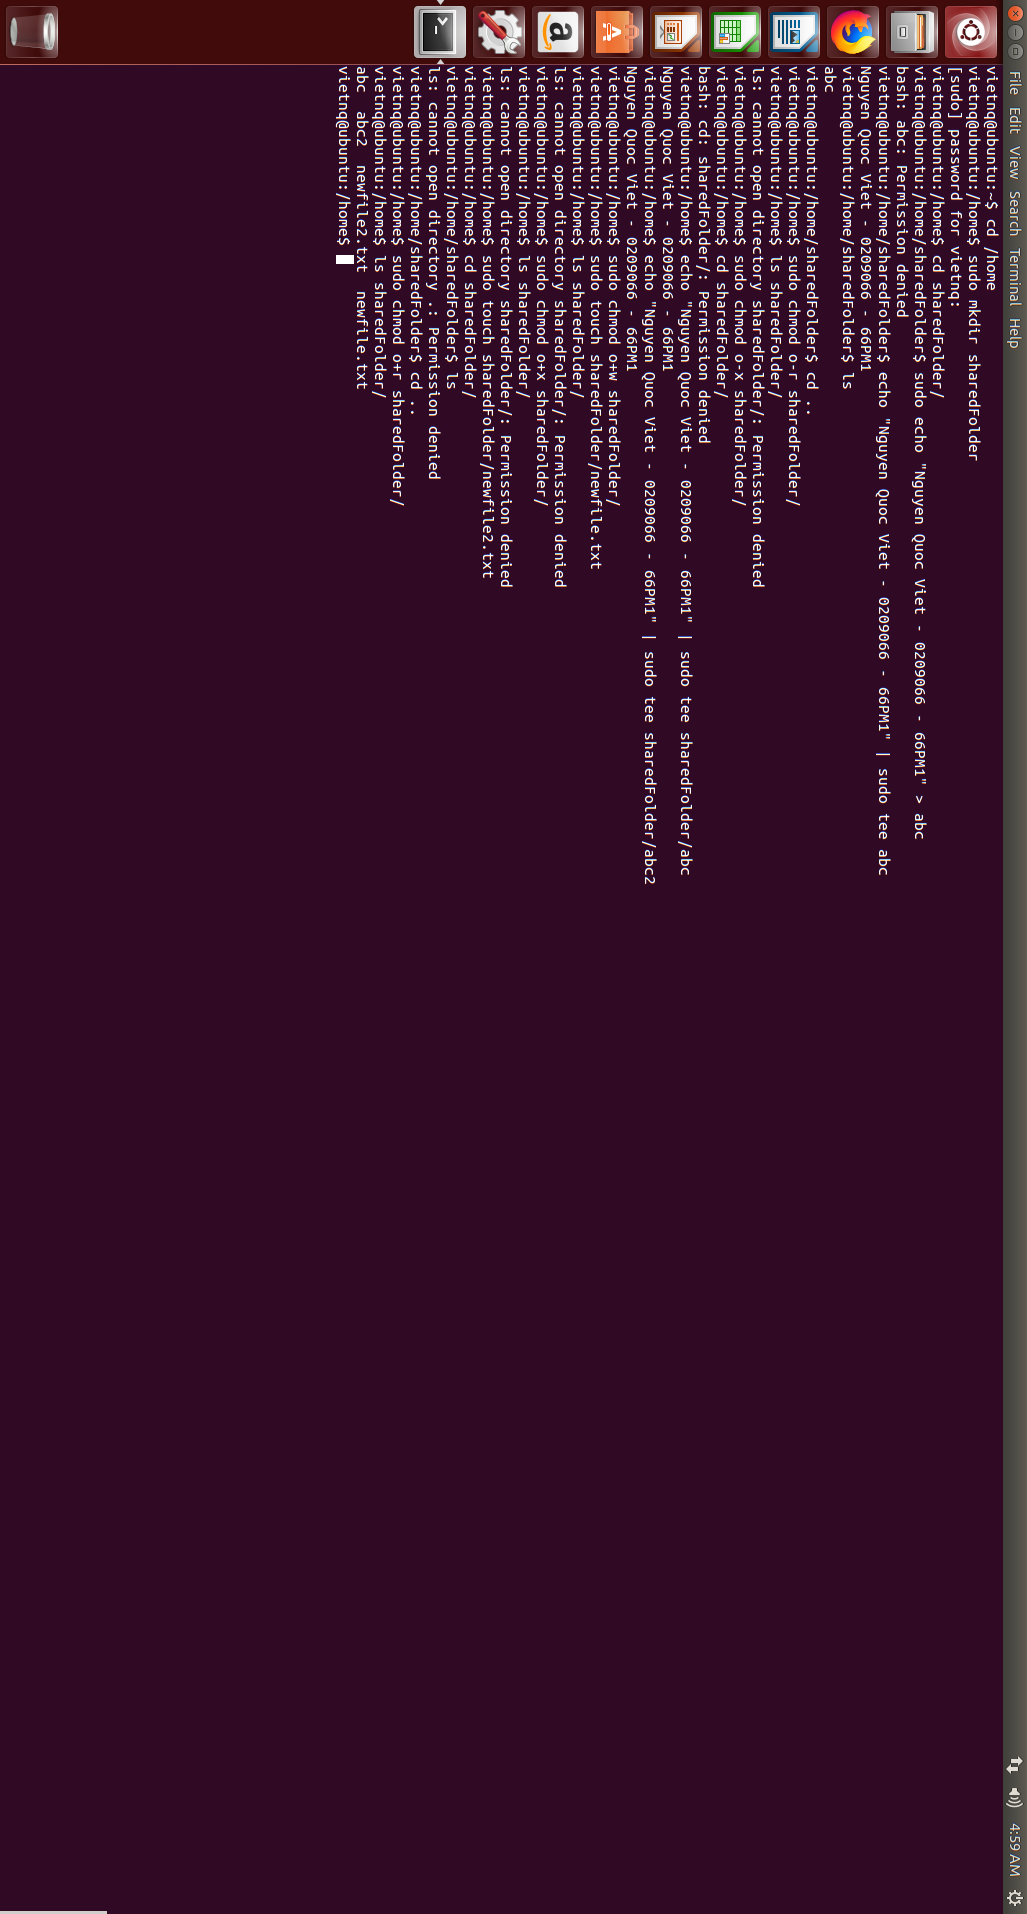 File Edit View Search Terminal Help 4:59 AM
vietnq@ubuntu:~$ cd /home
vietnq@ubuntu:/home$ sudo mkdir sharedFolder
[sudo] password for vietnq:
vietnq@ubuntu:/home$ cd sharedFolder/
vietnq@ubuntu:/home/sharedFolder$ sudo echo "Nguyen Quoc Viet - 0209066 - 66PM1" > abc
bash: abc: Permission denied
vietnq@ubuntu:/home/sharedFolder$ echo "Nguyen Quoc Viet - 0209066 - 66PM1" | sudo tee abc
Nguyen Quoc Viet - 0209066 - 66PM1
vietnq@ubuntu:/home/sharedFolder$ ls
abc
vietnq@ubuntu:/home/sharedFolder$ cd ..
vietnq@ubuntu:/home$ sudo chmod o-r sharedFolder/
vietnq@ubuntu:/home$ ls sharedFolder/
ls: cannot open directory sharedFolder/: Permission denied
vietnq@ubuntu:/home$ sudo chmod o-x sharedFolder/
vietnq@ubuntu:/home$ cd sharedFolder/
bash: cd: sharedFolder/: Permission denied
vietnq@ubuntu:/home$ echo "Nguyen Quoc Viet - 0209066 - 66PM1" | sudo tee sharedFolder/abc
Nguyen Quoc Viet - 0209066 - 66PM1
vietnq@ubuntu:/home$ echo "Nguyen Quoc Viet - 0209066 - 66PM1" | sudo tee sharedFolder/abc2
Nguyen Quoc Viet - 0209066 - 66PM1
vietnq@ubuntu:/home$ sudo chmod o+w sharedFolder/
vietnq@ubuntu:/home$ sudo touch sharedFolder/newfile.txt
vietnq@ubuntu:/home$ ls sharedFolder/
ls: cannot open directory sharedFolder/: Permission denied
vietnq@ubuntu:/home$ sudo chmod o+x sharedFolder/
vietnq@ubuntu:/home$ ls sharedFolder/
ls: cannot open directory sharedFolder/: Permission denied
vietnq@ubuntu:/home$ sudo touch sharedFolder/newfile2.txt
vietnq@ubuntu:/home$ cd sharedFolder/
vietnq@ubuntu:/home/sharedFolder$ ls
ls: cannot open directory .: Permission denied
vietnq@ubuntu:/home/sharedFolder$ cd ..
vietnq@ubuntu:/home$ sudo chmod o+r sharedFolder/
vietnq@ubuntu:/home$ ls sharedFolder/
abc  abc2  newfile2.txt  newfile.txt
vietnq@ubuntu:/home$